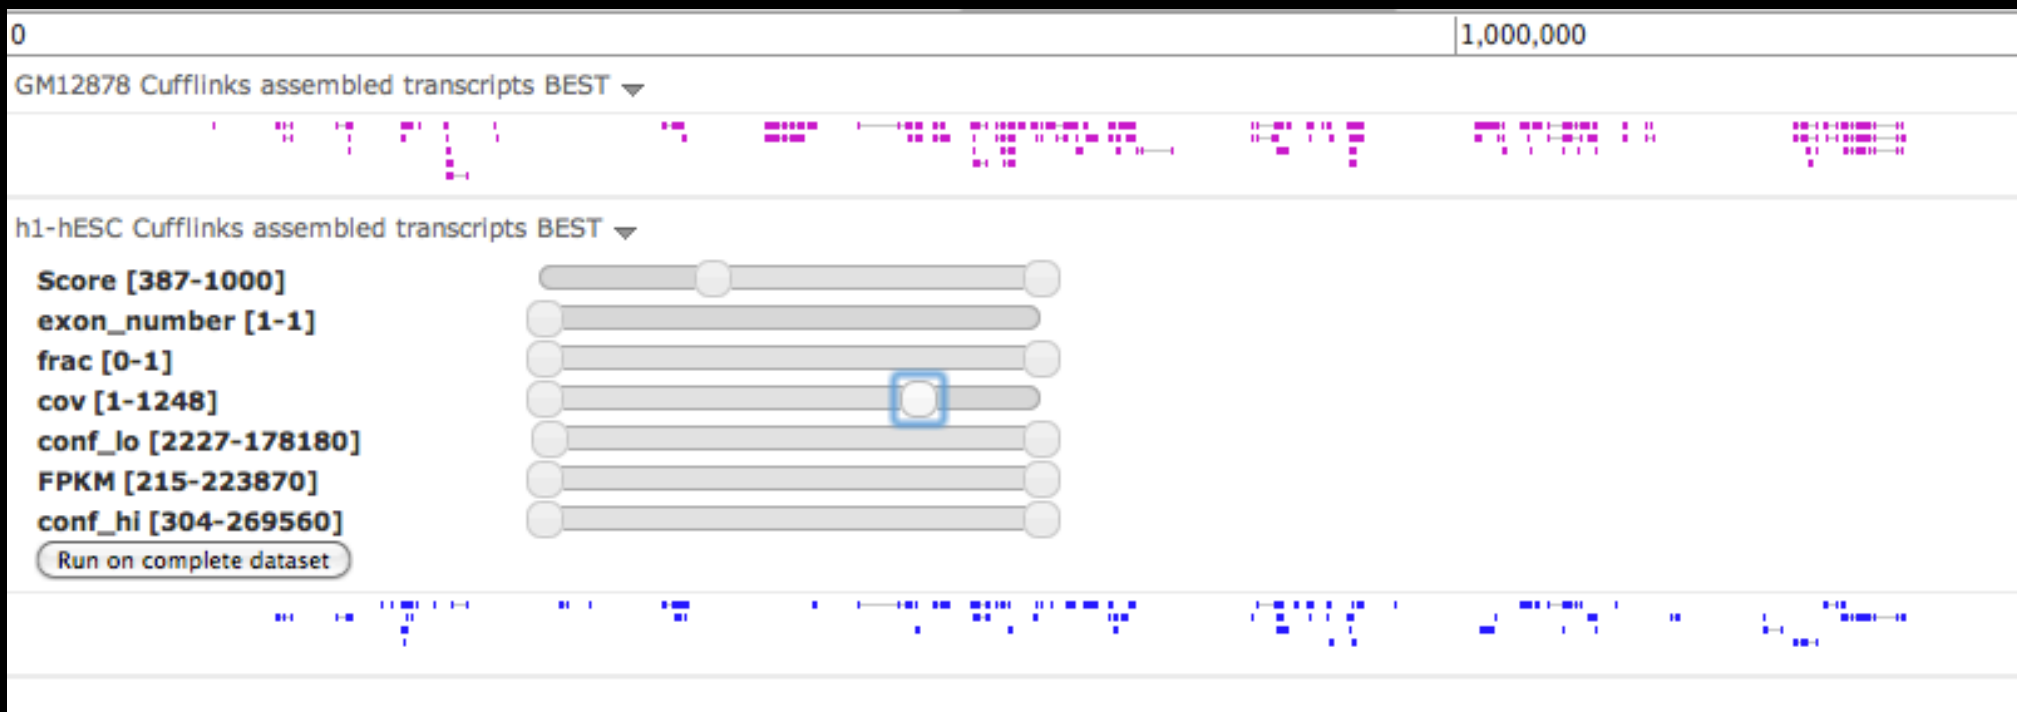 0 1,000,000
GM12878 Cufflinks assembled transcripts BEST
h1-hESC Cufflinks assembled transcripts BEST
Score [387-1000]
exon_number [1-1]
frac [0-1]
cov [1-1248]
conf_lo [2227-178180]
FPKM [215-223870]
conf_hi [304-269560]
Run on complete dataset